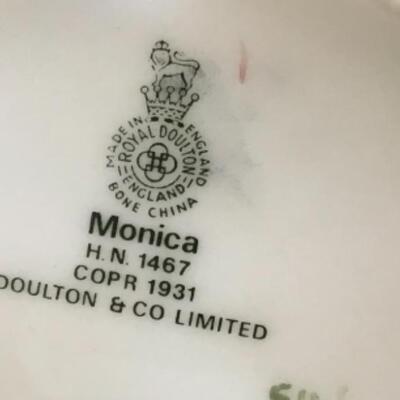 MADE IN ENGLAND
ROYAL DOULTON
ENGLAND
BONE CHINA
Monica
H.N. 1467
COPR 1931
DOULTON & CO LIMITED